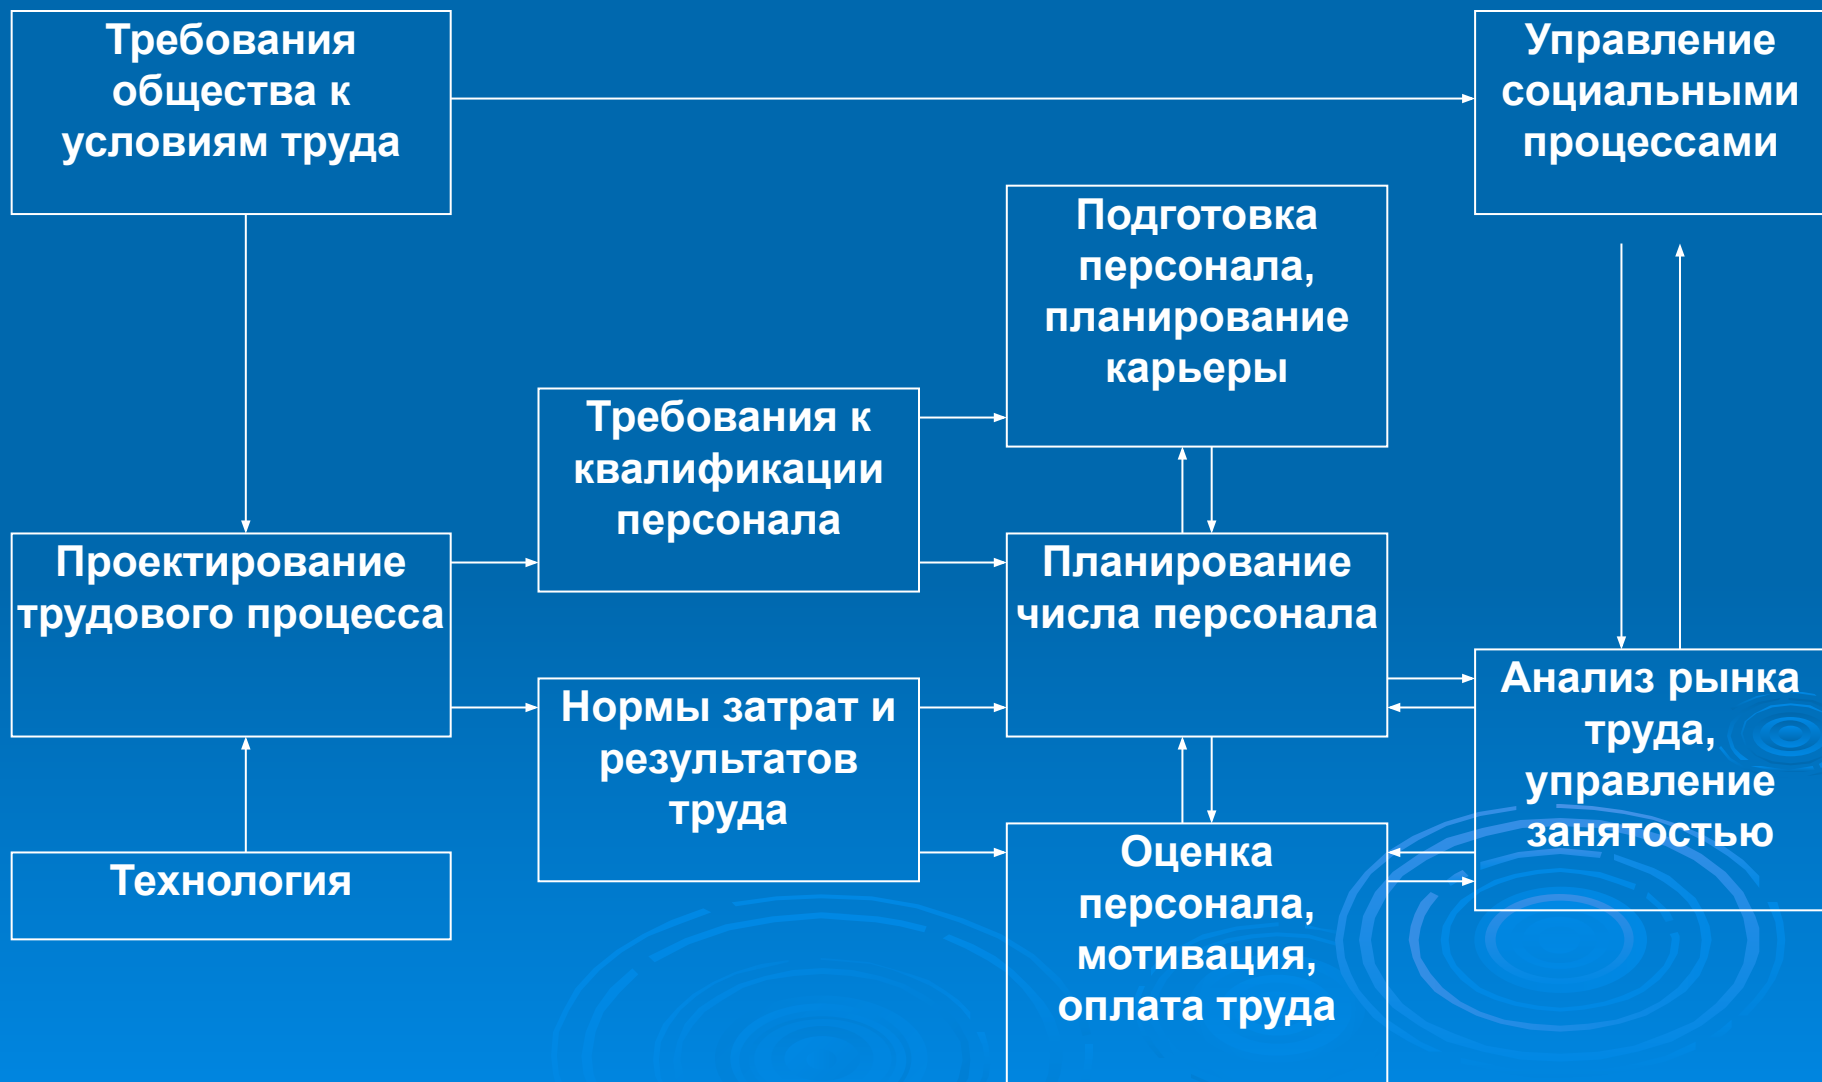 Требования
общества к
условиям труда
Управление
социальными
процессами
Подготовка
персонала,
планирование
карьеры
Требования к
квалификации
персонала
Проектирование
трудового процесса
Планирование
числа персонала
Нормы затрат и
результатов
труда
Анализ рынка
труда,
управление
занятостью
Технология
Оценка
персонала,
мотивация,
оплата труда